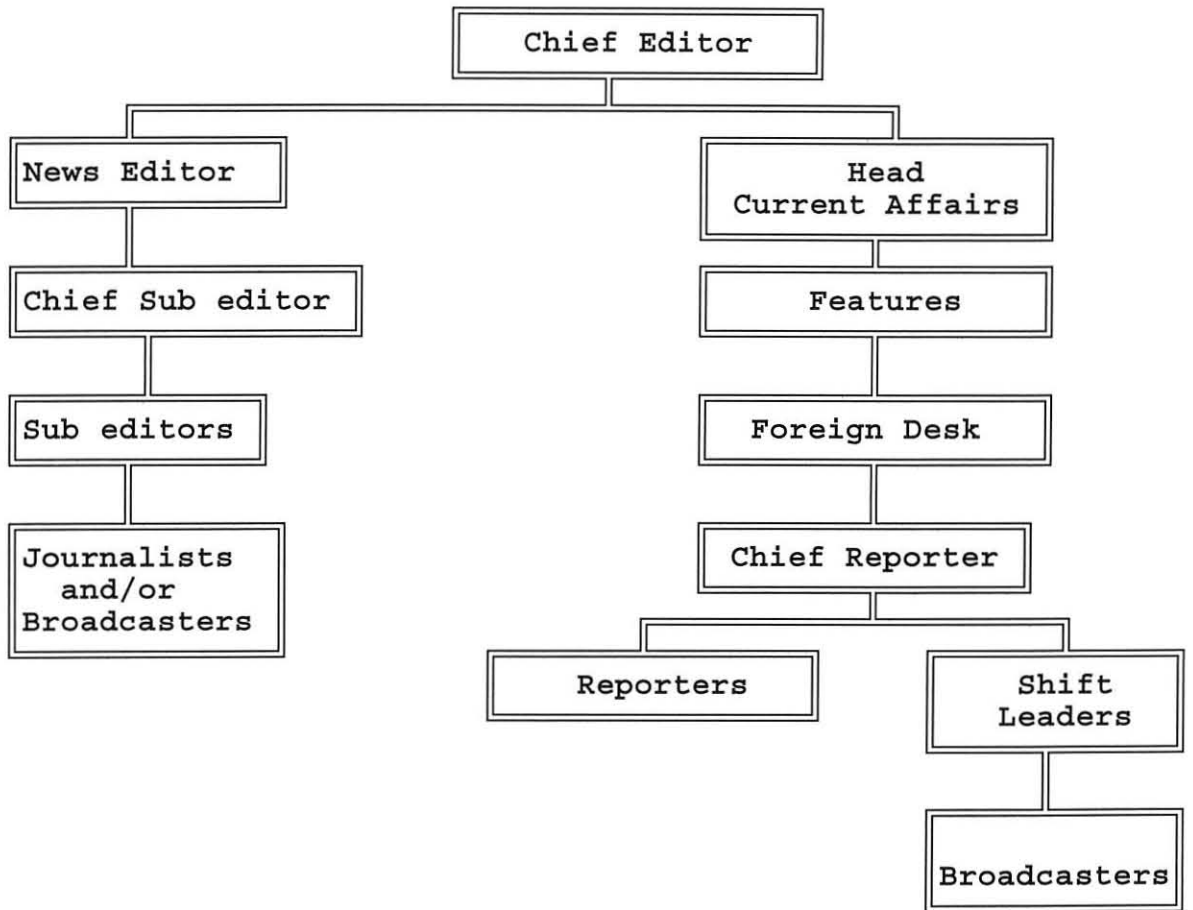 Chief Editor
News Editor
Head
Current Affairs
Chief Sub editor
Features
Sub editors
Foreign Desk
Journalists
and/or
Broadcasters
Chief Reporter
Reporters
Shift
Leaders
Broadcasters